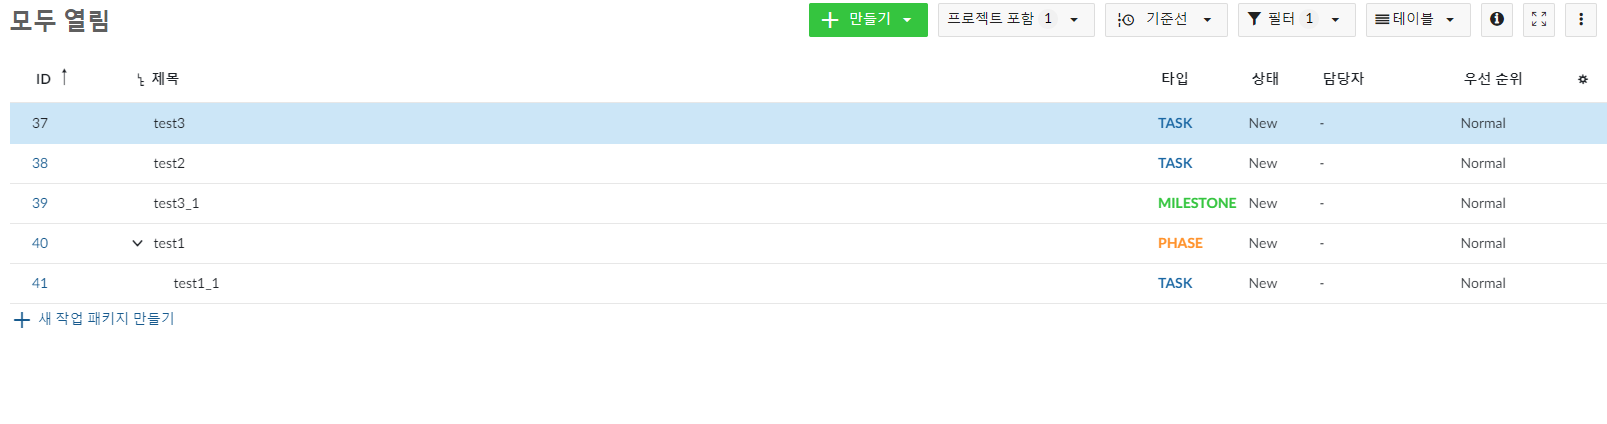 모두 열림
만들기 프로젝트 포함 1 기준선 필터 1 테이블
ID 제목 타입 상태 담당자 우선 순위
37 test3 TASK New - Normal
38 test2 TASK New - Normal
39 test3_1 MILESTONE New - Normal
40 test1 PHASE New - Normal
41 test1_1 TASK New - Normal
새 작업 패키지 만들기